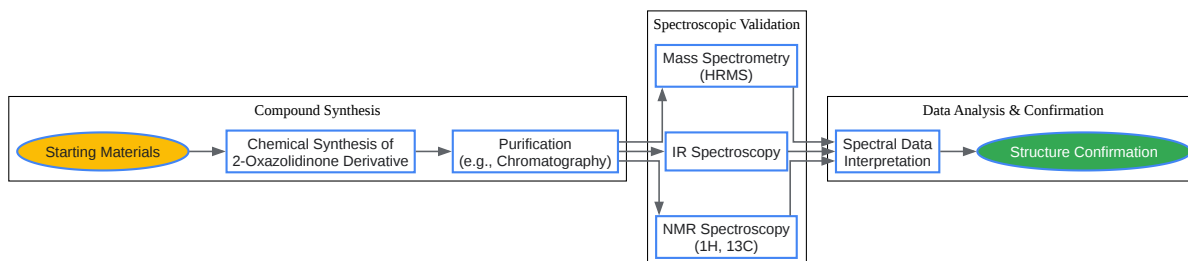 Compound Synthesis
Starting Materials
Chemical Synthesis of
2-Oxazolidinone Derivative
Purification
(e.g., Chromatography)
Spectroscopic Validation
Mass Spectrometry
(HRMS)
IR Spectroscopy
NMR Spectroscopy
(1H, 13C)
Data Analysis & Confirmation
Spectral Data
Interpretation
Structure Confirmation